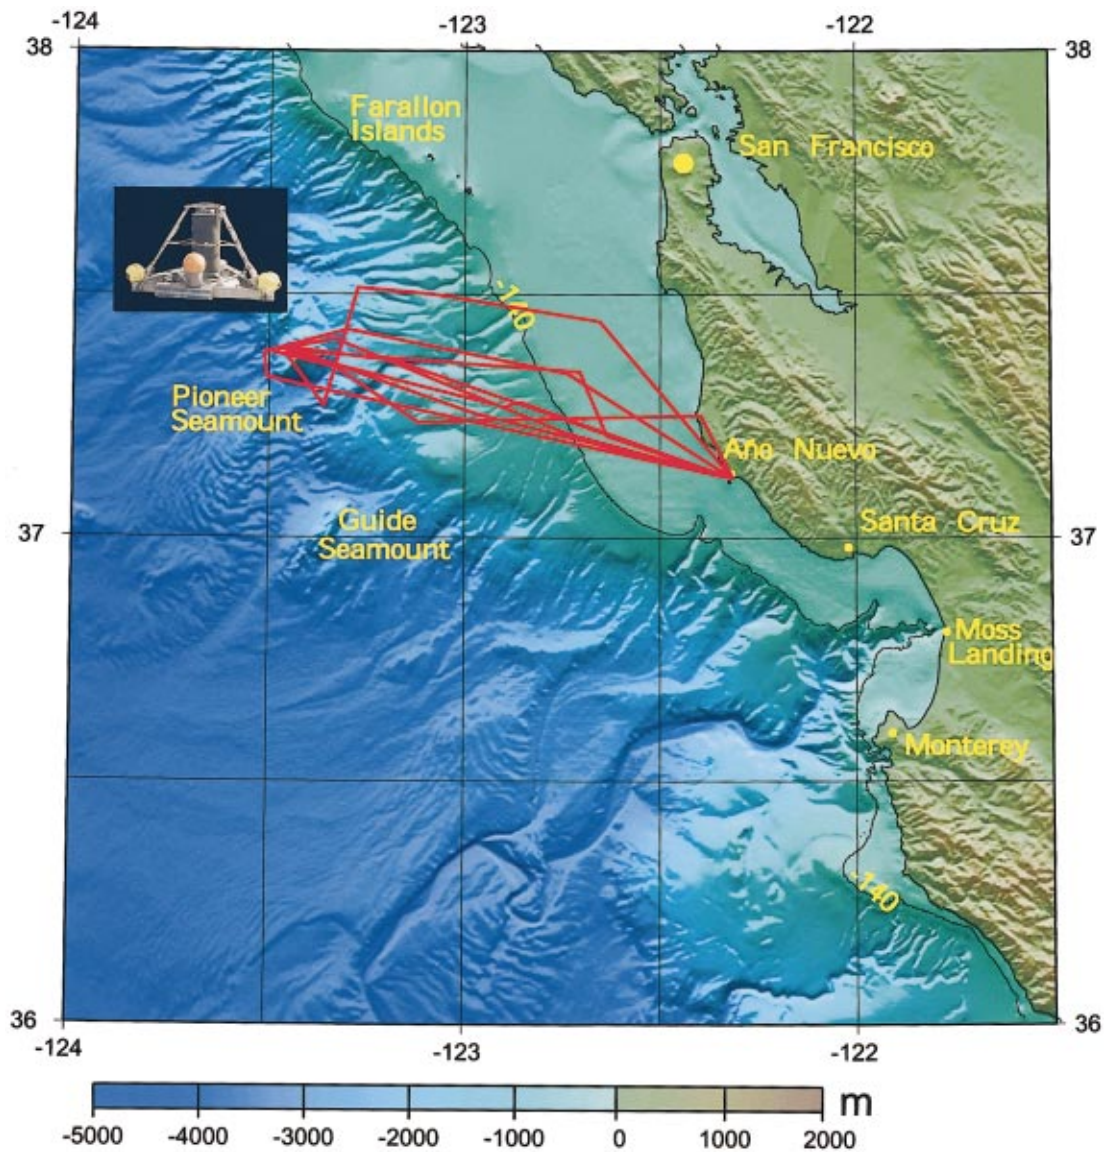 -124 -123 -122
38 38
Farallon
Islands
San Francisco
-140
Pioneer
Seamount
Año Nuevo
Guide
Seamount
Santa Cruz
37 37
Moss
Landing
Monterey
-140
36 36
-124 -123 -122
m
-5000 -4000 -3000 -2000 -1000 0 1000 2000